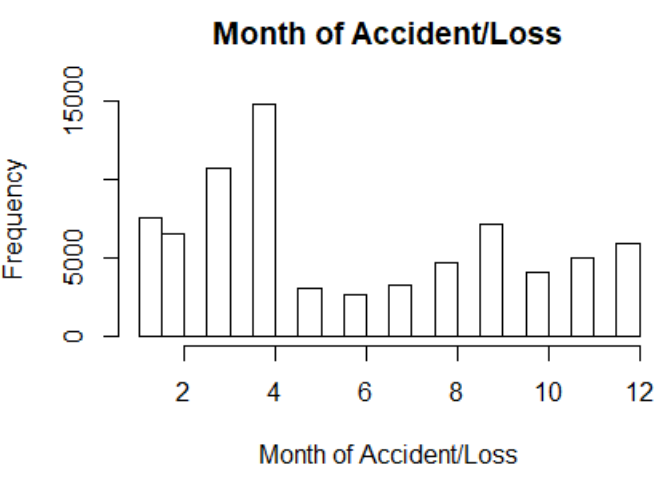 Month of Accident/Loss
15000
5000
0
Frequency
2 4 6 8 10 12
Month of Accident/Loss